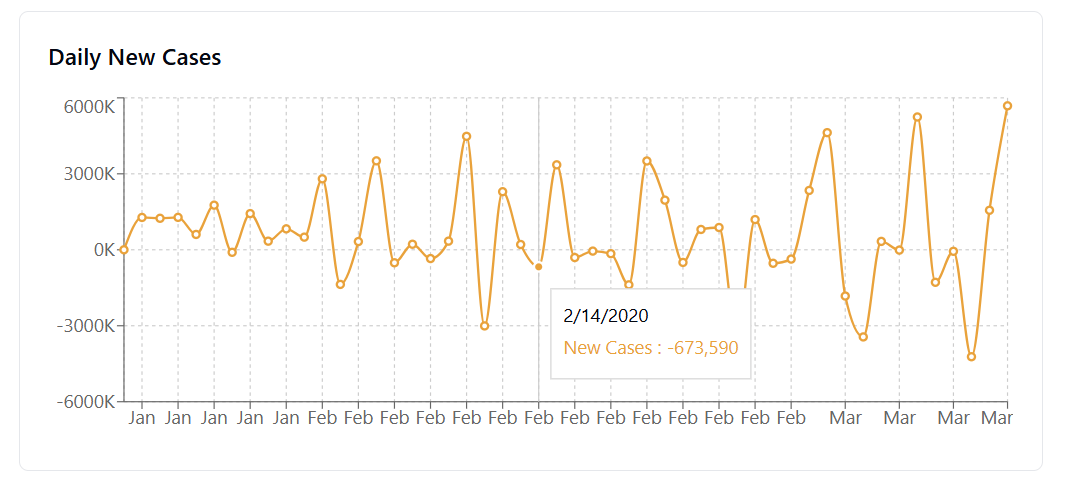 Daily New Cases
6000K
3000K
0K
-3000K
-6000K
2/14/2020
New Cases : -673,590
Jan Jan Jan Jan Jan Feb Feb Feb Feb Feb Feb Feb Feb Feb Feb Feb Feb Feb Feb Mar Mar Mar Mar